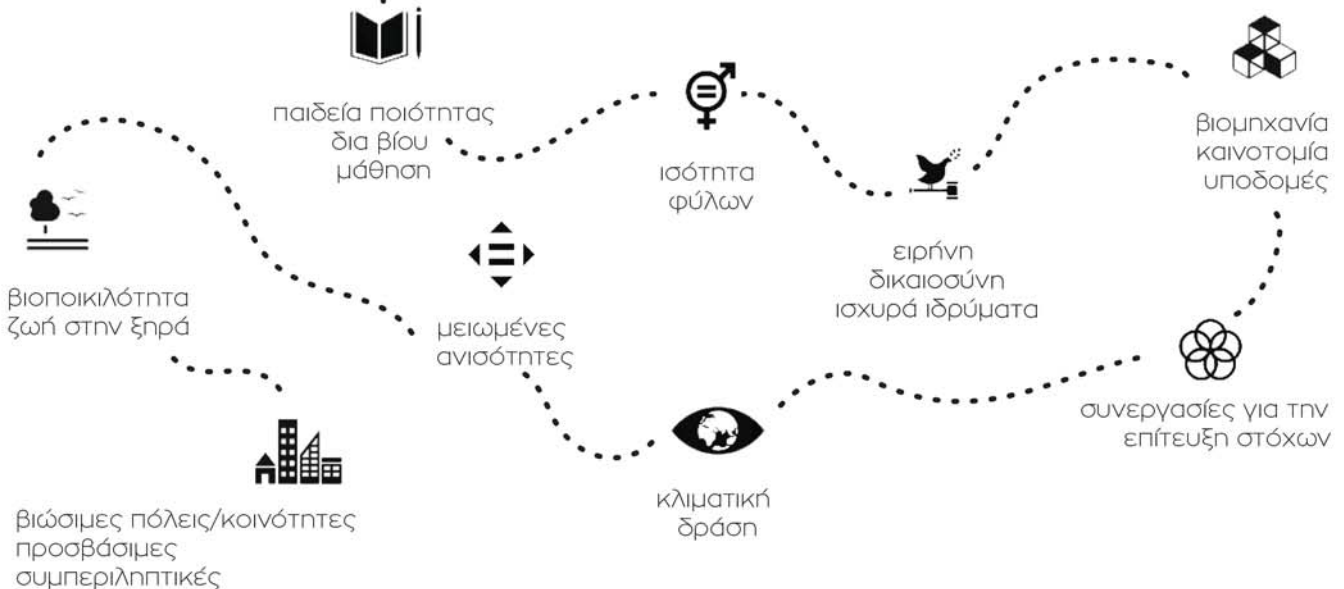 παιδεία ποιότητας
δια βίου
μάθηση
ισότητα
φύλων
ειρήνη
δικαιοσύνη
ισχυρά ιδρύματα
βιομηχανία
καινοτομία
υποδομές
συνεργασίες για την
επίτευξη στόχων
κλιματική
δράση
μειωμένες
ανισότητες
βιοποικιλότητα
ζωή στην ξηρά
βιώσιμες πόλεις/κοινότητες
προσβάσιμες
συμπεριληπτικές